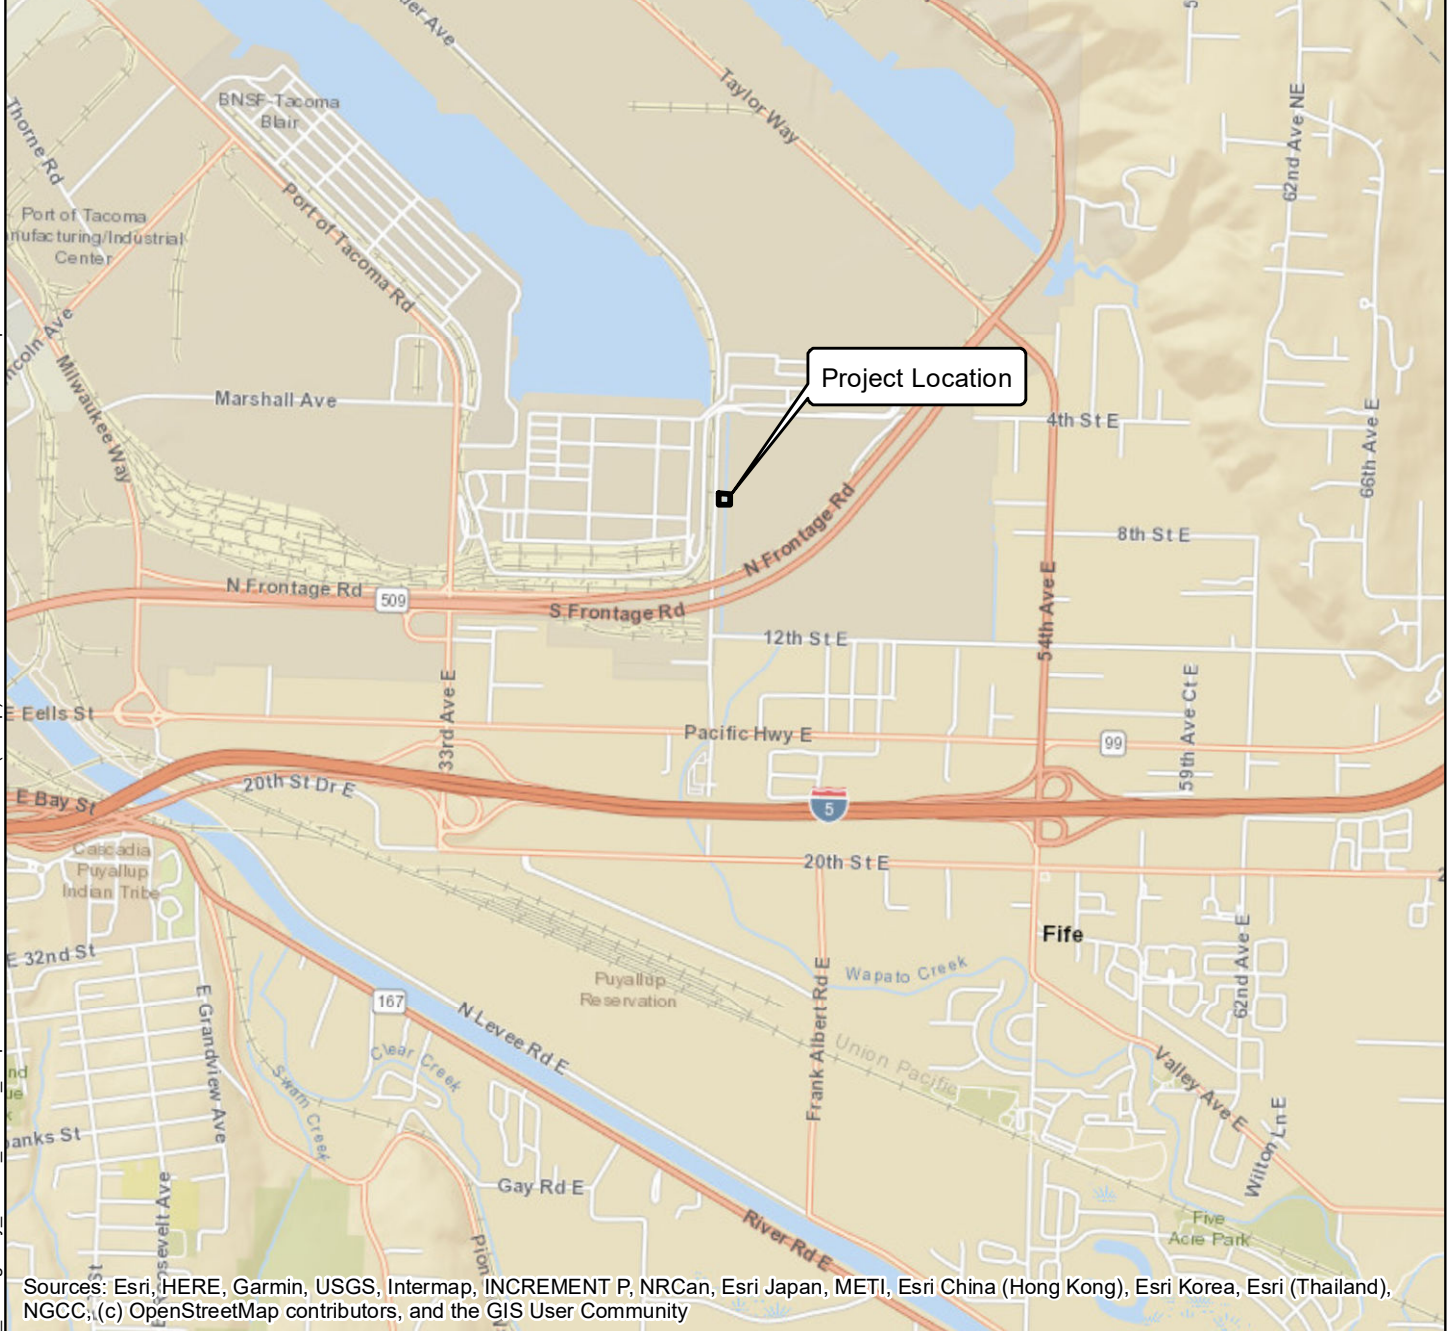 Taylor Way
62nd Ave NE
BNSF-Tacoma
Blair
Thorne Rd
Port of Tacoma Rd
Port of Tacoma
Center
Project Location
Milwaukee Way
Marshall Ave
4th St E
66th Ave E
8th St E
N Frontage Rd
N Frontage Rd
509
S Frontage Rd
54th Ave E
12th St E
33rd Ave E
59th Ave Ct E
E Eells St
Pacific Hwy E
99
20th St Dr E
E Bay St
5
Cascadia
Puyallup
Indian Tribe
20th St E
Fife
62nd Ave E
E 32nd St
Wapato Creek
Puyallup
Reservation
167
E Grandview Ave
N Levee Rd E
Frank Albert Rd E
Union Pacific
Clear Creek
Swam Creek
Valley Ave E
Wilton Ln E
Gay Rd E
River Rd E
Five
Acre Park
Sources: Esri, HERE, Garmin, USGS, Intermap, INCREMENT P, NRCan, Esri Japan, METI, Esri China (Hong Kong), Esri Korea, Esri (Thailand),
NGCC, (c) OpenStreetMap contributors, and the GIS User Community